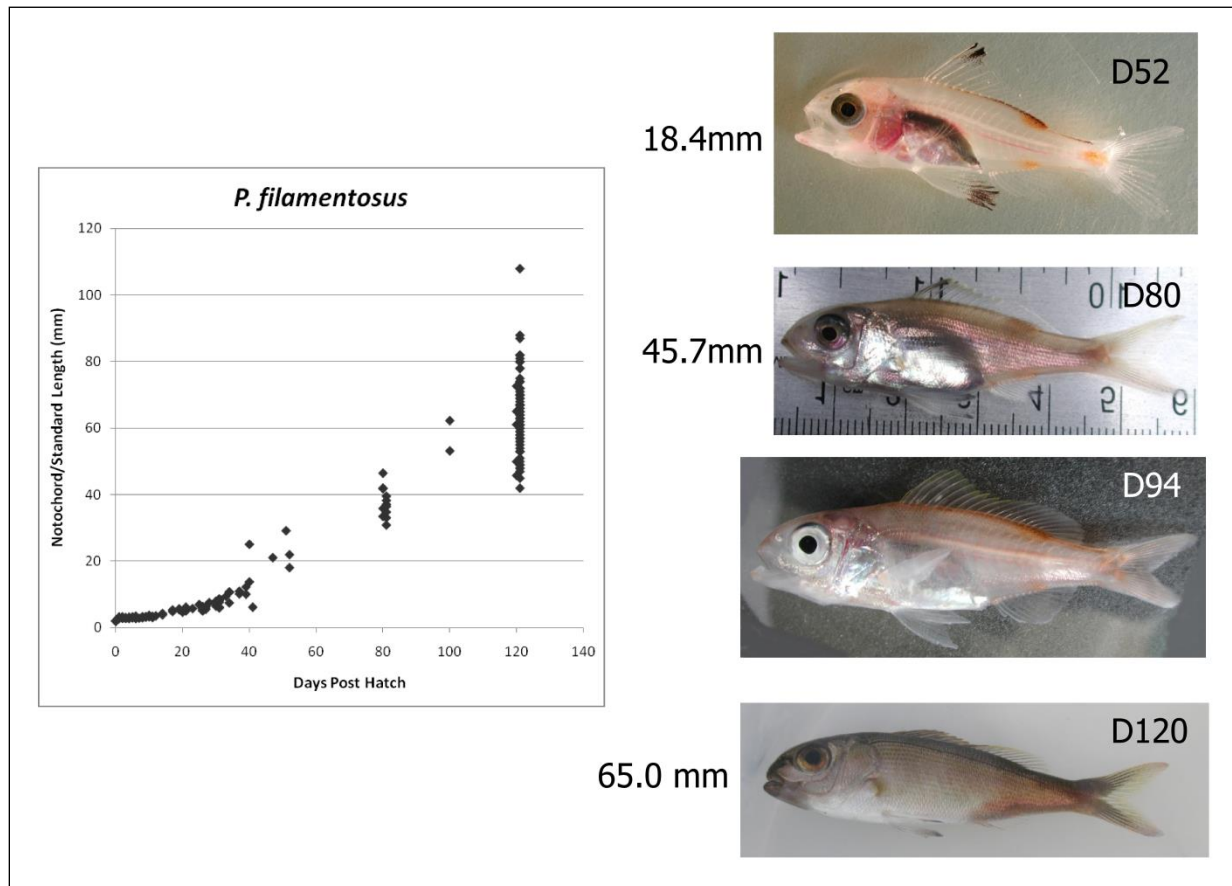 P. filamentosus
Notochord/Standard Length (mm)
120
100
80
60
40
20
0
0 20 40 60 80 100 120 140
Days Post Hatch
18.4mm
D52
45.7mm
D80
D94
65.0 mm
D120